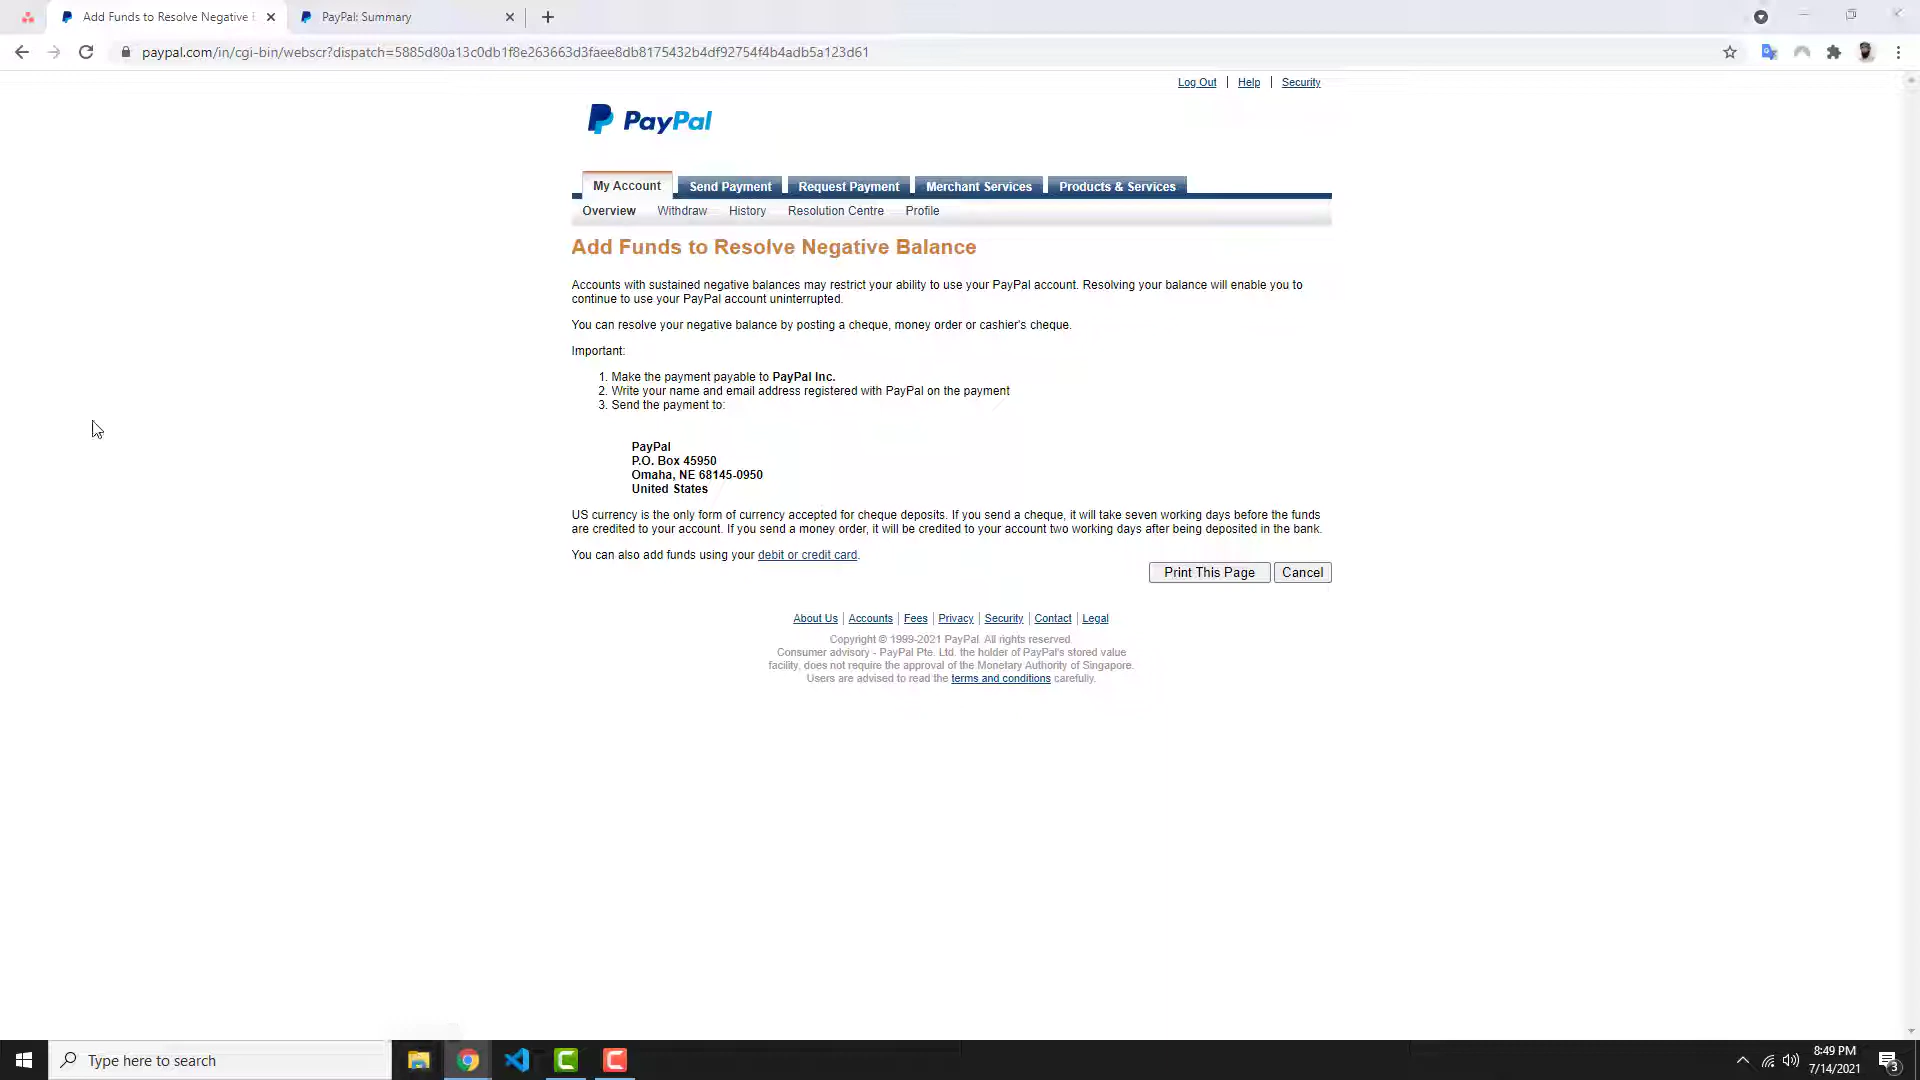 Add Funds to Resolve Negative
PayPal: Summary
paypal.com/in/cgi-bin/webscr?dispatch=5885d80a13c0db1f8e263663d3faee8db8175432b4df92754f4b4adb5a123d61
Log Out | Help | Security
PayPal
My Account Send Payment Request Payment Merchant Services Products & Services
Overview Withdraw History Resolution Centre Profile
Add Funds to Resolve Negative Balance
Accounts with sustained negative balances may restrict your ability to use your PayPal account. Resolving your balance will enable you to
continue to use your PayPal account uninterrupted.
You can resolve your negative balance by posting a cheque, money order or cashier's cheque.
Important:
1. Make the payment payable to PayPal Inc.
2. Write your name and email address registered with PayPal on the payment
3. Send the payment to:
PayPal
P.O. Box 45950
Omaha, NE 68145-0950
United States
US currency is the only form of currency accepted for cheque deposits. If you send a cheque, it will take seven working days before the funds
are credited to your account. If you send a money order, it will be credited to your account two working days after being deposited in the bank.
You can also add funds using your debit or credit card.
Print This Page Cancel
About Us | Accounts | Fees | Privacy | Security | Contact | Legal
Copyright © 1999-2021 PayPal. All rights reserved.
Consumer advisory - PayPal Pte. Ltd. the holder of PayPal's stored value
facility, does not require the approval of the Monetary Authority of Singapore.
Users are advised to read the terms and conditions carefully.
Type here to search
8:49 PM
7/14/2021
3